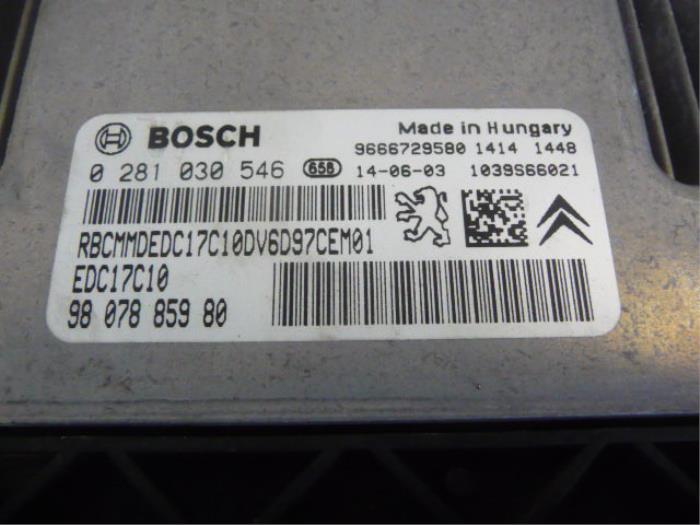 BOSCH
Made in Hungary
9666729580 1414 1448
0 281 030 546 658 14-06-03 1039S66021
RBCMMDEDC17C10DV6D97CEM01
EDC17C10
98 078 859 80